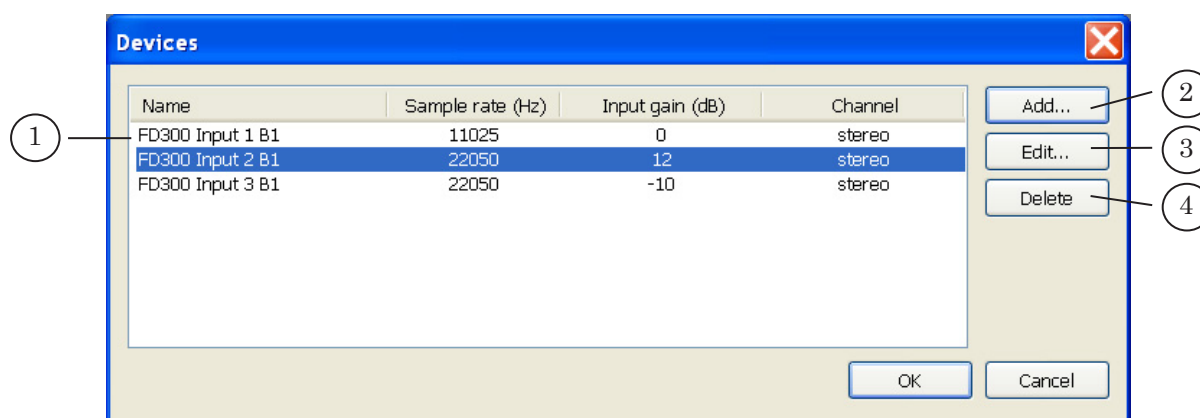 Devices
Name Sample rate (Hz) Input gain (dB) Channel
FD300 Input 1 B1 11025 0 stereo
FD300 Input 2 B1 22050 12 stereo
FD300 Input 3 B1 22050 -10 stereo
Add...
Edit...
Delete
OK Cancel
1
2
3
4